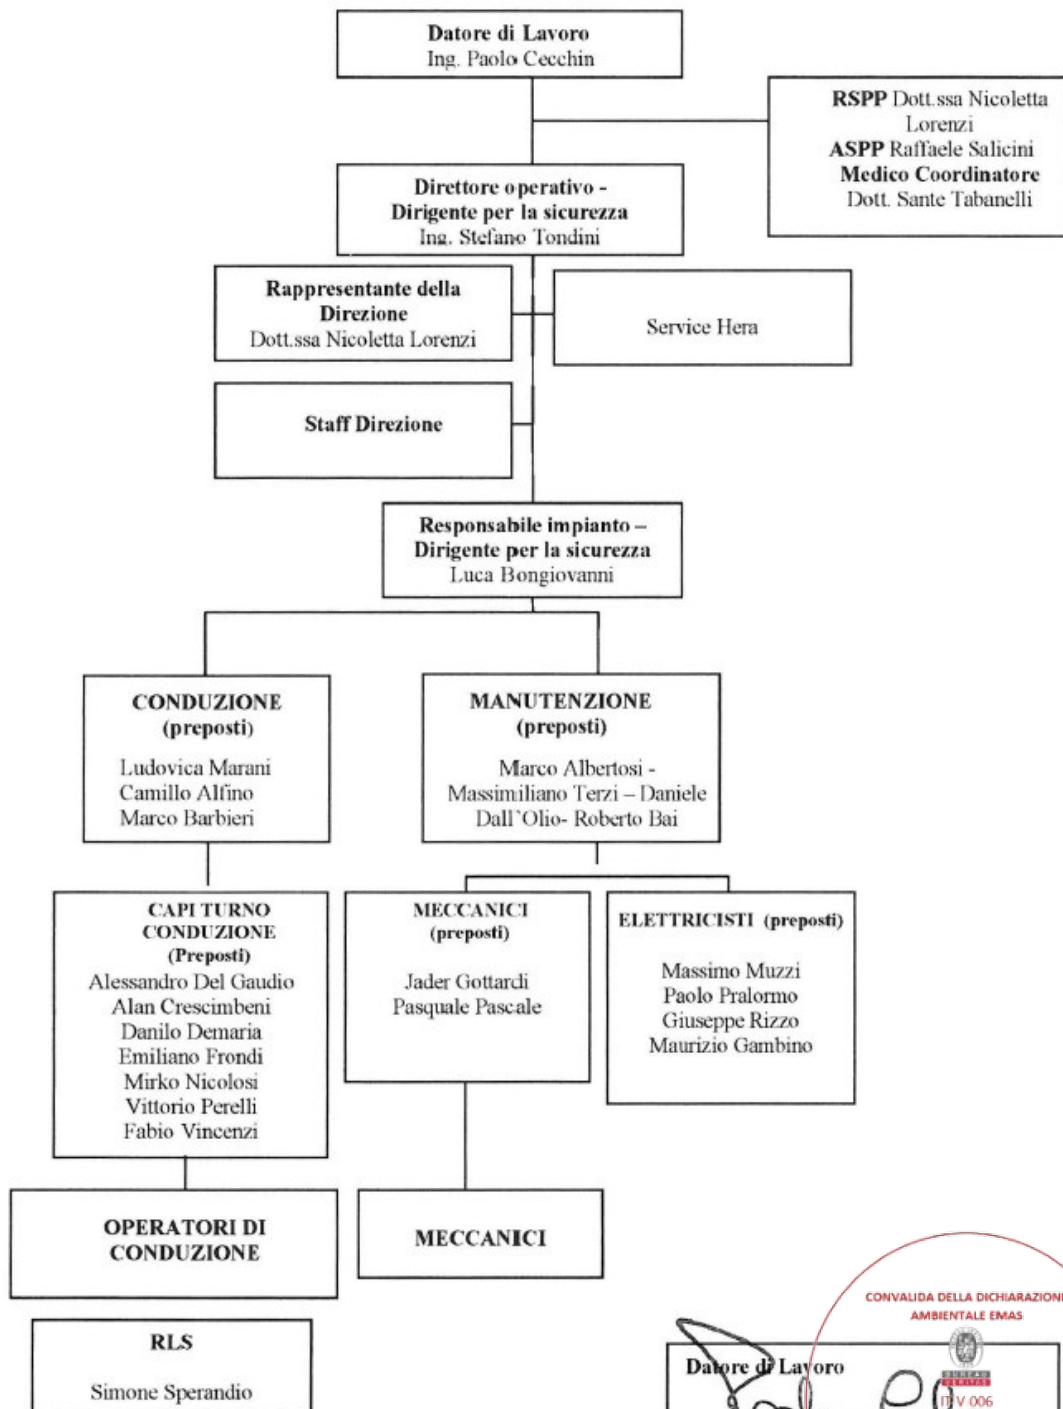 Datore di Lavoro
Ing. Paolo Cecchin
RSPP Dott.ssa Nicoletta
Lorenzi
ASPP Raffaele Salicini
Medico Coordinatore
Dott. Sante Tabanelli
Direttore operativo -
Dirigente per la sicurezza
Ing. Stefano Tondini
Rappresentante della
Direzione
Dott.ssa Nicoletta Lorenzi
Service Hera
Staff Direzione
Responsabile impianto –
Dirigente per la sicurezza
Luca Bongiovanni
CONDUZIONE
(preposti)
Ludovica Marani
Camillo Alfino
Marco Barbieri
MANUTENZIONE
(preposti)
Marco Albertosi -
Massimiliano Terzi – Daniele
Dall`Olio- Roberto Bai
CAPI TURNO
CONDUZIONE
(Preposti)
Alessandro Del Gaudio
Alan Crescimbeni
Danilo Demaria
Emiliano Frondi
Mirko Nicolosi
Vittorio Perelli
Fabio Vincenzi
MECCANICI
(preposti)
Jader Gottardi
Pasquale Pascale
ELETTRICISTI (preposti)
Massimo Muzzi
Paolo Pralormo
Giuseppe Rizzo
Maurizio Gambino
OPERATORI DI
CONDUZIONE
MECCANICI
RLS
Simone Sperandio
CONVALIDA DELLA DICHIARAZIONE
AMBIENTALE EMAS
BUREAU
VERITAS
IT-V 006
Datore di Lavoro